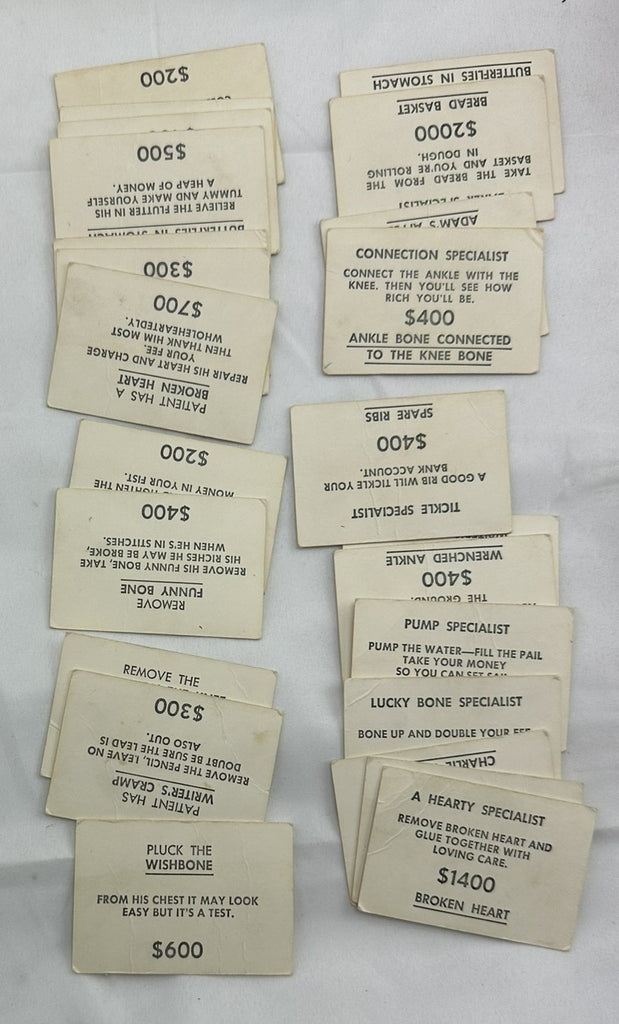 $200
$500
A HEAP OF MONEY.
TUMMY AND MAKE YOURSELF
RELIEVE THE FLUTTER IN HIS
BUTTERFLIES IN STOMACH
$300
PATIENT HAS A
BROKEN HEART
REPAIR HIS HEART AND CHARGE
YOUR FEE.
THEN THANK HIM MOST
WHOLEHEARTEDLY.
$700
TIGHTEN THE
MONEY IN YOUR FIST.
$200
REMOVE
FUNNY BONE
REMOVE HIS FUNNY BONE, TAKE
HIS RICHES HE MAY BE BROKE,
WHEN HE'S IN STITCHES.
$400
REMOVE THE
PATIENT HAS
WRITER'S CRAMP
REMOVE THE PENCIL, LEAVE NO
DOUBT BE SURE THE LEAD IS
ALSO OUT.
$300
PLUCK THE
WISHBONE
FROM HIS CHEST IT MAY LOOK
EASY BUT IT'S A TEST.
$600
BUTTERFLIES IN STOMACH
TAKE THE BREAD FROM THE
BASKET AND YOU'RE ROLLING
IN DOUGH.
$2000
BREAD BASKET
SPECIALIST
ADAM'S
CONNECTION SPECIALIST
CONNECT THE ANKLE WITH THE
KNEE. THEN YOU'LL SEE HOW
RICH YOU'LL BE.
$400
ANKLE BONE CONNECTED
TO THE KNEE BONE
TICKLE SPECIALIST
A GOOD RIB WILL TICKLE YOUR
BANK ACCOUNT.
$400
SPARE RIBS
THE GROUND.
$400
WRENCHED ANKLE
PUMP SPECIALIST
PUMP THE WATER—FILL THE PAIL
TAKE YOUR MONEY
SO YOU CAN SET SAIL
LUCKY BONE SPECIALIST
BONE UP AND DOUBLE YOUR FEE
CHARLIE
A HEARTY SPECIALIST
REMOVE BROKEN HEART AND
GLUE TOGETHER WITH
LOVING CARE.
$1400
BROKEN HEART